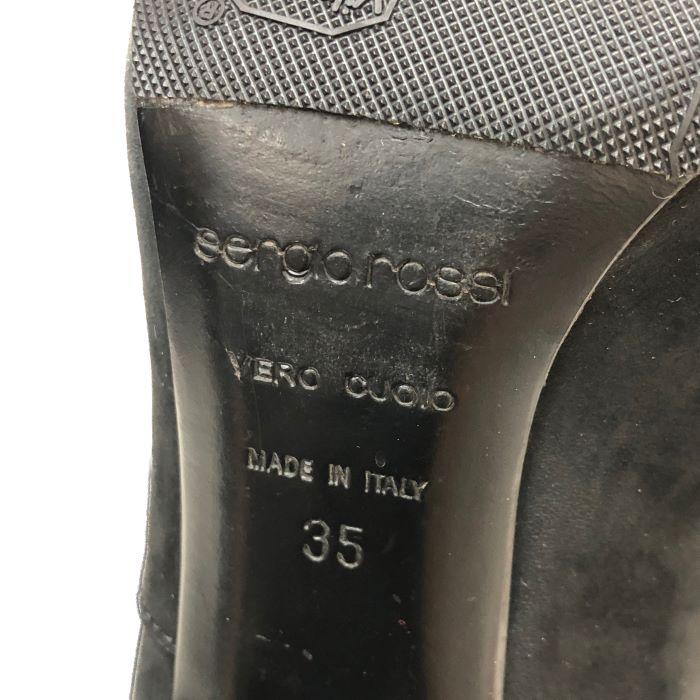 sergio rossi
VERO CUOIO
MADE IN ITALY
35